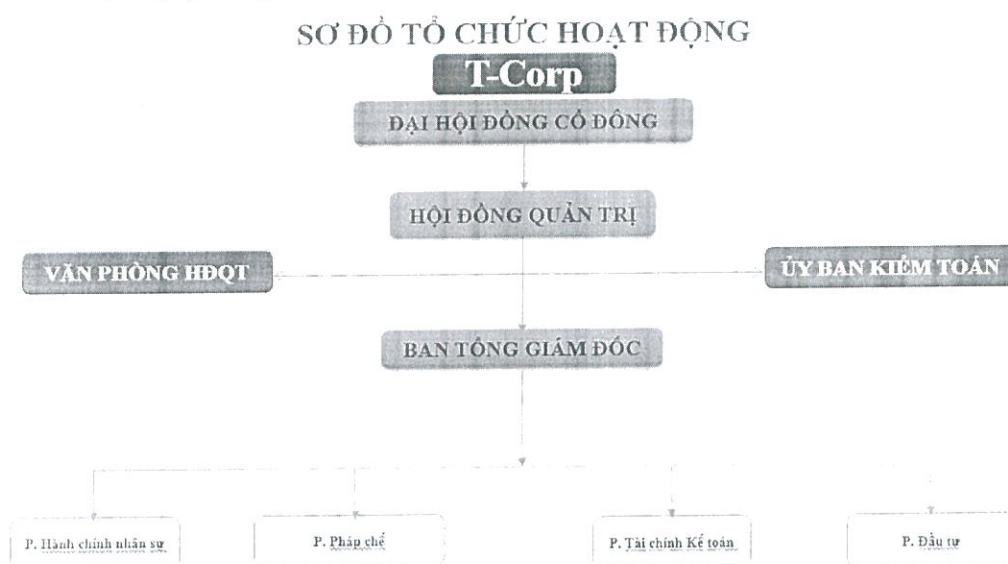 SƠ ĐỒ TỔ CHỨC HOẠT ĐỘNG
T-Corp
ĐẠI HỘI ĐỒNG CỔ ĐÔNG
HỘI ĐỒNG QUẢN TRỊ
VĂN PHÒNG HĐQT
ỦY BAN KIỂM TOÁN
BAN TỔNG GIÁM ĐỐC
P. Hành chính nhân sự
P. Pháp chế
P. Tài chính Kế toán
P. Đầu tư